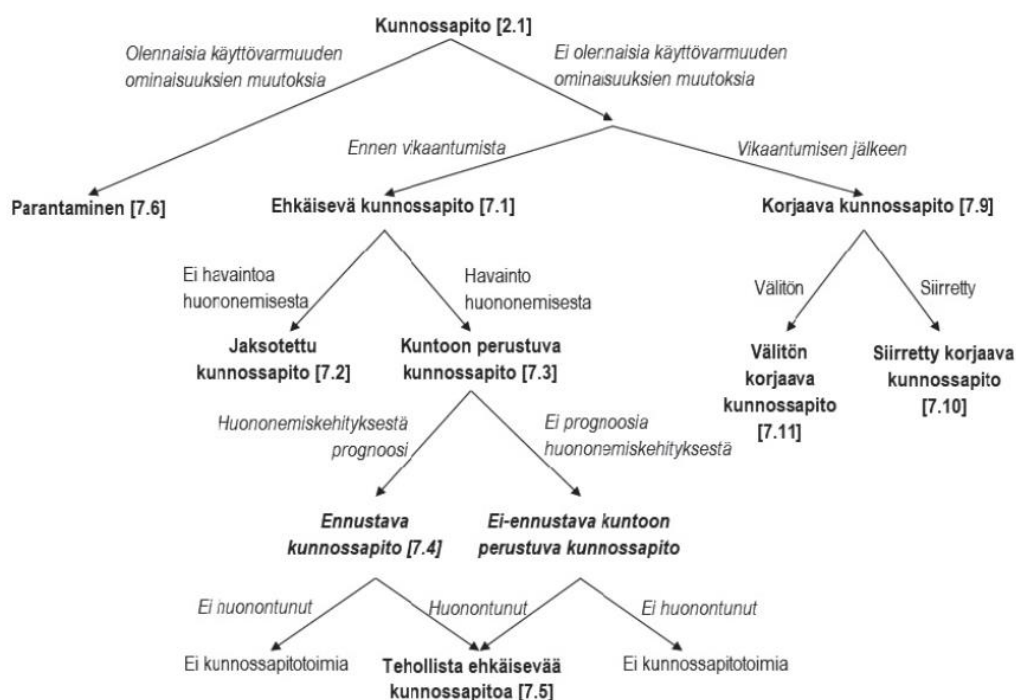 Kunnossapito [2.1]
Olennaisia käyttövarmuuden
ominaisuuksien muutoksia
Ei olennaisia käyttövarmuuden
ominaisuuksien muutoksia
Ennen vikaantumista
Vikaantumisen jälkeen
Parantaminen [7.6]
Ehkäisevä kunnossapito [7.1]
Korjaava kunnossapito [7.9]
Ei havaintoa
huononemisesta
Havainto
huononemisesta
Välitön
Siirretty
Jaksotettu
kunnossapito [7.2]
Kuntoon perustuva
kunnossapito [7.3]
Välitön
korjaava
kunnossapito
[7.11]
Siirretty korjaava
kunnossapito
[7.10]
Huononemiskehityksestä
prognoosi
Ei prognoosia
huononemiskehityksestä
Ennustava
kunnossapito [7.4]
Ei-ennustava kuntoon
perustuva kunnossapito
Ei huonontunut
Huonontunut
Ei huonontunut
Ei kunnossapitotoimia
Tehollista ehkäisevää
kunnossapitoa [7.5]
Ei kunnossapitotoimia